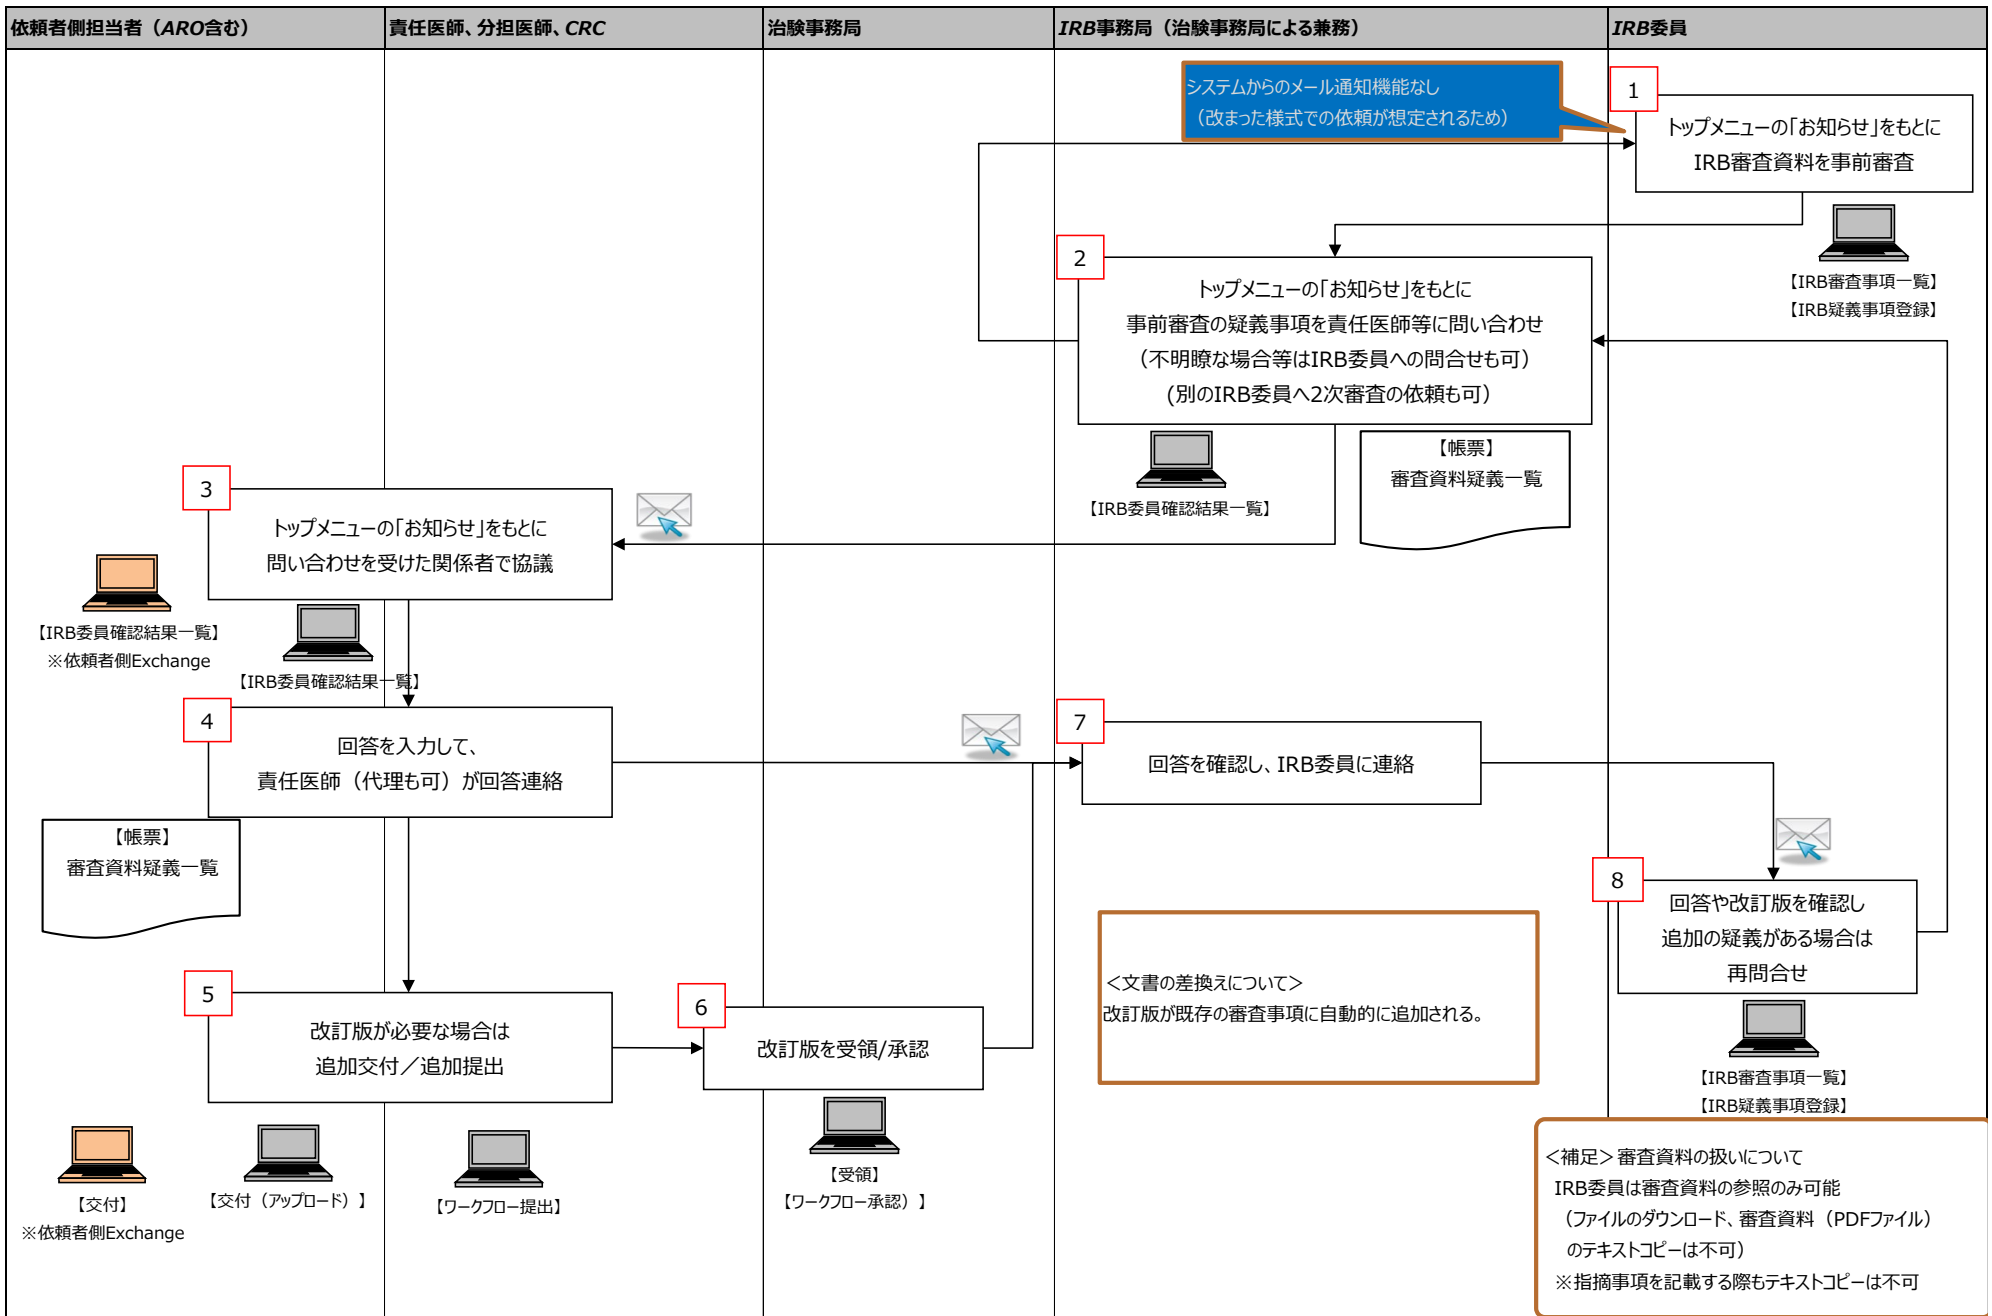 依頼者側担当者（ARO含む）
責任医師、分担医師、CRC
治験事務局
IRB事務局（治験事務局による兼務）
IRB委員
システムからのメール通知機能なし
（改まった様式での依頼が想定されるため）
1
トップメニューの「お知らせ」をもとに
IRB審査資料を事前審査
【IRB審査事項一覧】
【IRB疑義事項登録】
2
トップメニューの「お知らせ」をもとに
事前審査の疑義事項を責任医師等に問い合わせ
（不明瞭な場合等はIRB委員への問合せも可）
(別のIRB委員へ2次審査の依頼も可）
【IRB委員確認結果一覧】
【帳票】
審査資料疑義一覧
3
トップメニューの「お知らせ」をもとに
問い合わせを受けた関係者で協議
【IRB委員確認結果一覧】
※依頼者側Exchange
【IRB委員確認結果一覧】
4
回答を入力して、
責任医師（代理も可）が回答連絡
【帳票】
審査資料疑義一覧
7
回答を確認し、IRB委員に連絡
8
回答や改訂版を確認し
追加の疑義がある場合は
再問合せ
【IRB審査事項一覧】
【IRB疑義事項登録】
5
改訂版が必要な場合は
追加交付／追加提出
6
改訂版を受領/承認
＜文書の差換えについて＞
改訂版が既存の審査事項に自動的に追加される。
【交付】
※依頼者側Exchange
【交付（アップロード）】
【ワークフロー提出】
【受領】
【ワークフロー承認）】
＜補足＞審査資料の扱いについて
IRB委員は審査資料の参照のみ可能
（ファイルのダウンロード、審査資料（PDFファイル）
のテキストコピーは不可）
※指摘事項を記載する際もテキストコピーは不可